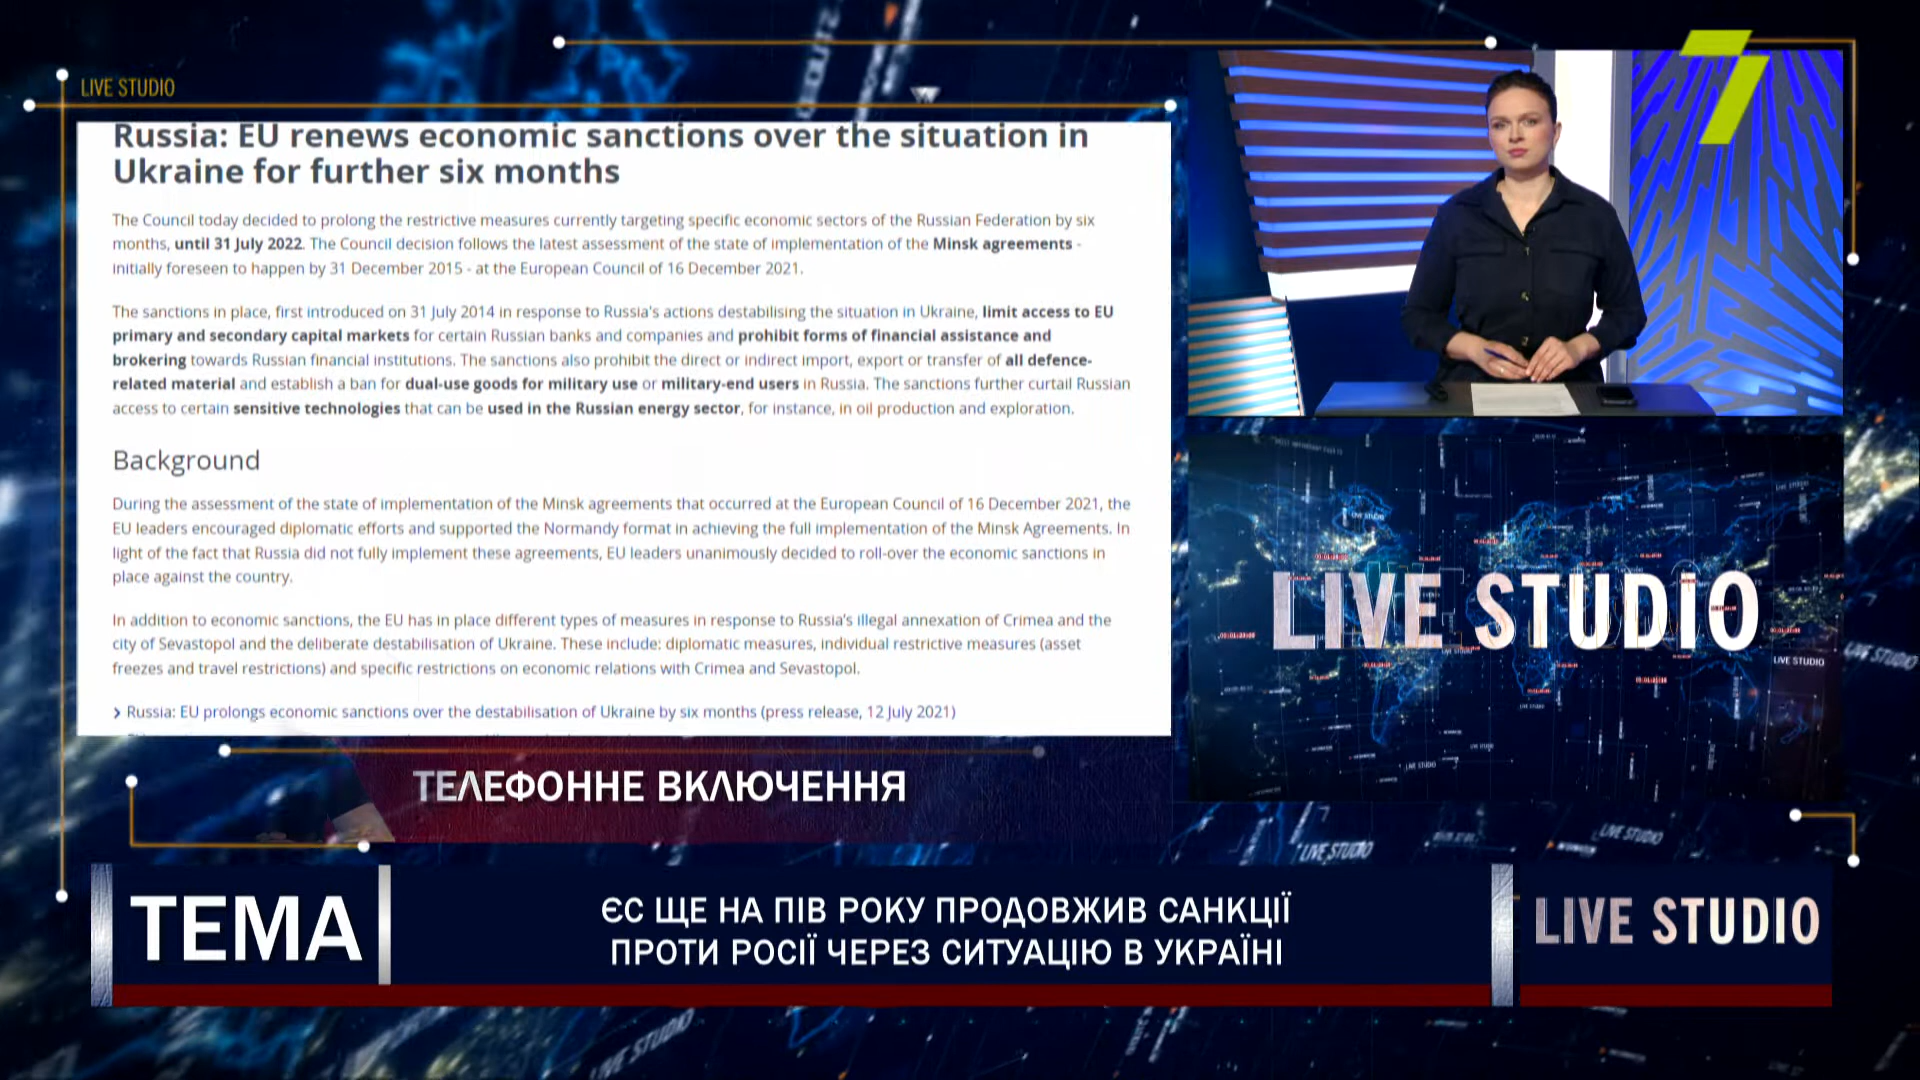 LIVE STUDIO
7
Russia: EU renews economic sanctions over the situation in
Ukraine for further six months
The Council today decided to prolong the restrictive measures currently targeting specific economic sectors of the Russian Federation by six
months, until 31 July 2022. The Council decision follows the latest assessment of the state of implementation of the Minsk agreements -
initially foreseen to happen by 31 December 2015 - at the European Council of 16 December 2021.
The sanctions in place, first introduced on 31 July 2014 in response to Russia's actions destabilising the situation in Ukraine, limit access to EU
primary and secondary capital markets for certain Russian banks and companies and prohibit forms of financial assistance and
brokering towards Russian financial institutions. The sanctions also prohibit the direct or indirect import, export or transfer of all defence-
related material and establish a ban for dual-use goods for military use or military-end users in Russia. The sanctions further curtail Russian
access to certain sensitive technologies that can be used in the Russian energy sector, for instance, in oil production and exploration.
Background
During the assessment of the state of implementation of the Minsk agreements that occurred at the European Council of 16 December 2021, the
EU leaders encouraged diplomatic efforts and supported the Normandy format in achieving the full implementation of the Minsk Agreements. In
light of the fact that Russia did not fully implement these agreements, EU leaders unanimously decided to roll-over the economic sanctions in
place against the country.
In addition to economic sanctions, the EU has in place different types of measures in response to Russia's illegal annexation of Crimea and the
city of Sevastopol and the deliberate destabilisation of Ukraine. These include: diplomatic measures, individual restrictive measures (asset
freezes and travel restrictions) and specific restrictions on economic relations with Crimea and Sevastopol.
Russia: EU prolongs economic sanctions over the destabilisation of Ukraine by six months (press release, 12 July 2021)
LIVE STUDIO
LIVE STUDIO
LIVE STUDIO
ТЕЛЕФОННЕ ВКЛЮЧЕННЯ
LIVE STUDIO
LIVE STUDIO
ТЕМА
ЄС ЩЕ НА ПІВ РОКУ ПРОДОВЖИВ САНКЦІЇ
ПРОТИ РОСІЇ ЧЕРЕЗ СИТУАЦІЮ В УКРАЇНІ
LIVE STUDIO
LIVE STUDIO